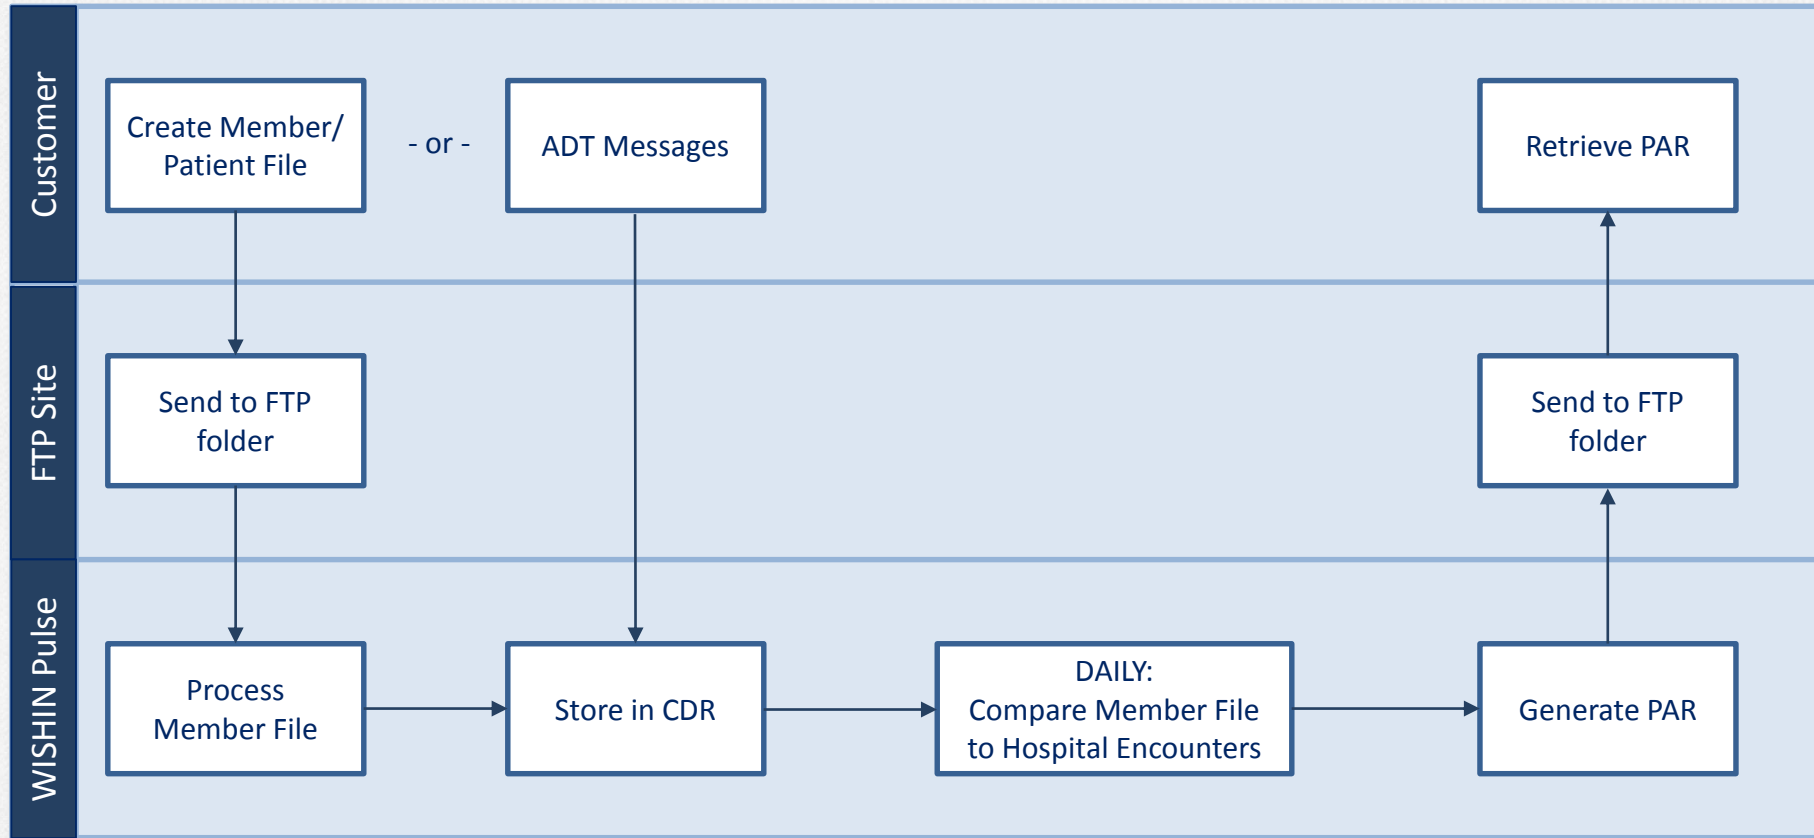 Customer
Create Member/
Patient File
- or -
ADT Messages
Retrieve PAR
FTP Site
Send to FTP
folder
Send to FTP
folder
WISHIN Pulse
Process
Member File
Store in CDR
DAILY:
Compare Member File
to Hospital Encounters
Generate PAR